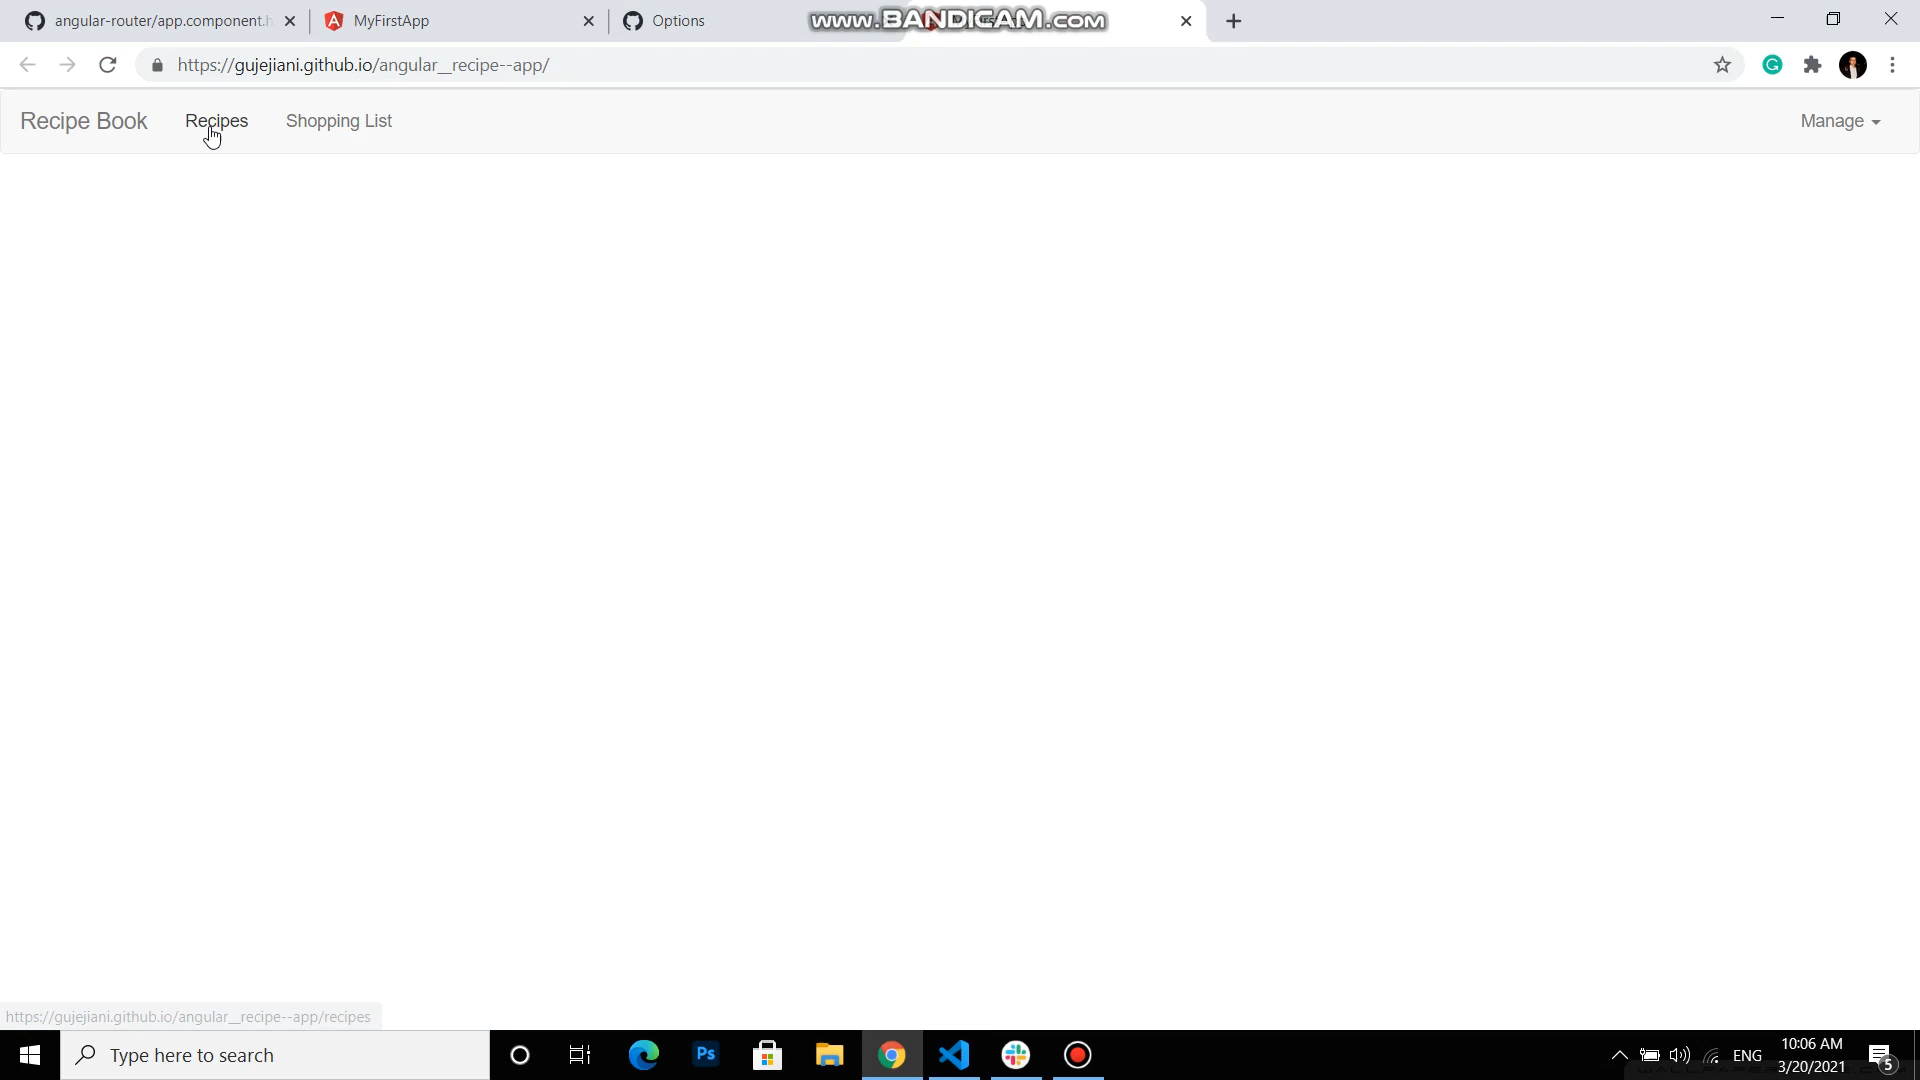 angular-router/app.component.h
MyFirstApp
Options
www.BANDICAM.com
https://gujejiani.github.io/angular__recipe--app/
Recipe Book
Recipes
Shopping List
Manage
https://gujejiani.github.io/angular__recipe--app/recipes
Type here to search
Ps
ENG
10:06 AM
3/20/2021
5